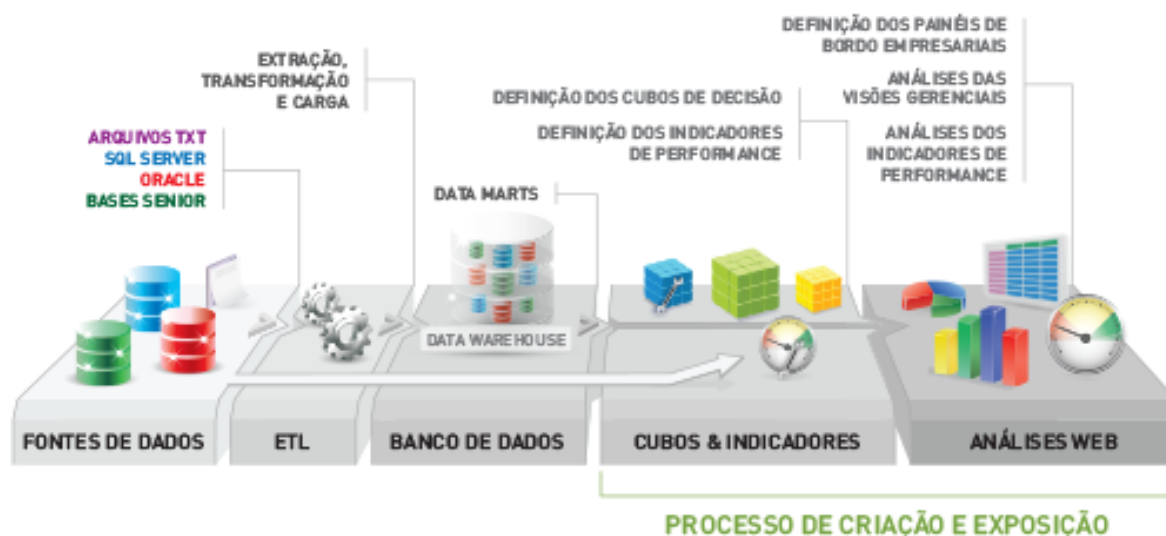 DEFINIÇÃO DOS PAINÉIS DE
BORDO EMPRESARIAIS
ANÁLISES DAS
VISÕES GERENCIAIS
ANÁLISES DOS
INDICADORES DE
PERFORMANCE
EXTRAÇÃO,
TRANSFORMAÇÃO
E CARGA
DEFINIÇÃO DOS CUBOS DE DECISÃO
DEFINIÇÃO DOS INDICADORES
DE PERFORMANCE
ARQUIVOS TXT
SQL SERVER
ORACLE
BASES SENIOR
DATA MARTS
DATA WAREHOUSE
FONTES DE DADOS
ETL
BANCO DE DADOS
CUBOS & INDICADORES
ANÁLISES WEB
PROCESSO DE CRIAÇÃO E EXPOSIÇÃO